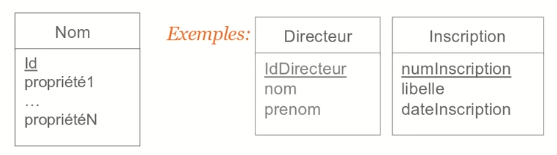 Nom
Id
propriété1
...
propriétéN
Exemples:
Directeur
IdDirecteur
nom
prenom
Inscription
numInscription
libelle
dateInscription